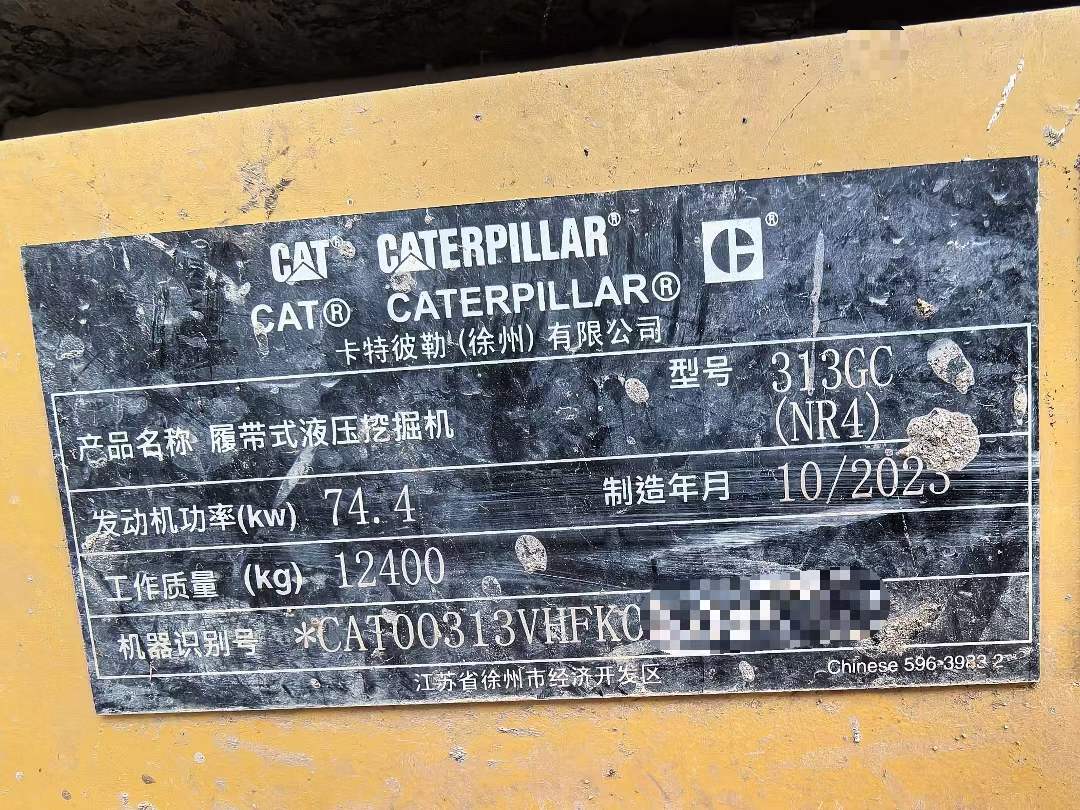 CAT® CATERPILLAR® ®
CAT® CATERPILLAR®
卡特彼勒(徐州)有限公司
产品名称 履带式液压挖掘机 型号 313GC (NR4)
发动机功率(kw) 74.4 制造年月 10/2023
工作质量 (kg) 12400
机器识别号 *CAT00313VHFKC
江苏省徐州市经济开发区 Chinese 596-3983 2